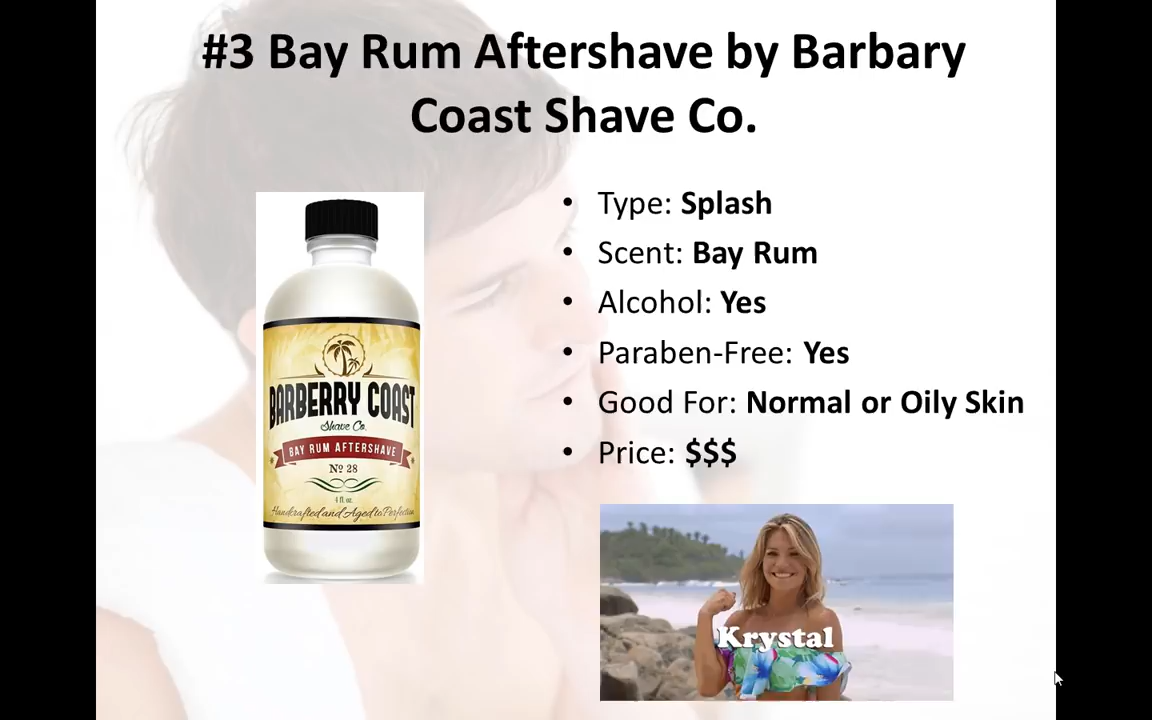 #3 Bay Rum Aftershave by Barbary
Coast Shave Co.
• Type: Splash
• Scent: Bay Rum
• Alcohol: Yes
• Paraben-Free: Yes
• Good For: Normal or Oily Skin
• Price: $$$
BARBERRY COAST
Shave Co.
BAY RUM AFTERSHAVE
Nº 28
4 fl. oz.
Handcrafted and Aged to Perfection
Krystal